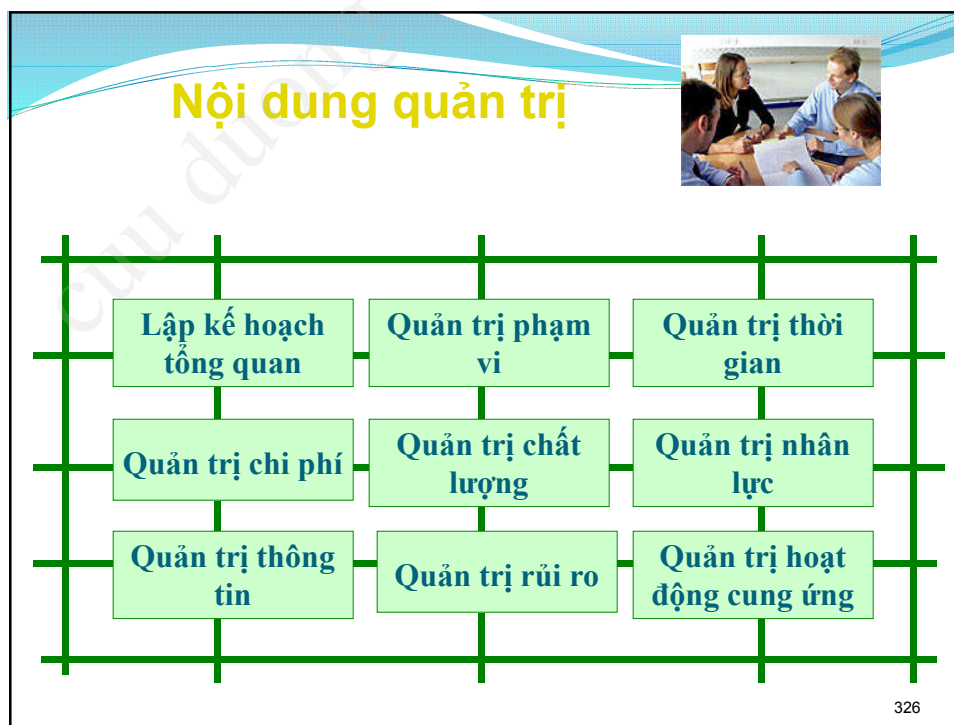 cuu duong
Nội dung quản trị
Lập kế hoạch
tổng quan
Quản trị phạm
vi
Quản trị thời
gian
Quản trị chi phí
Quản trị chất
lượng
Quản trị nhân
lực
Quản trị thông
tin
Quản trị rủi ro
Quản trị hoạt
động cung ứng
326